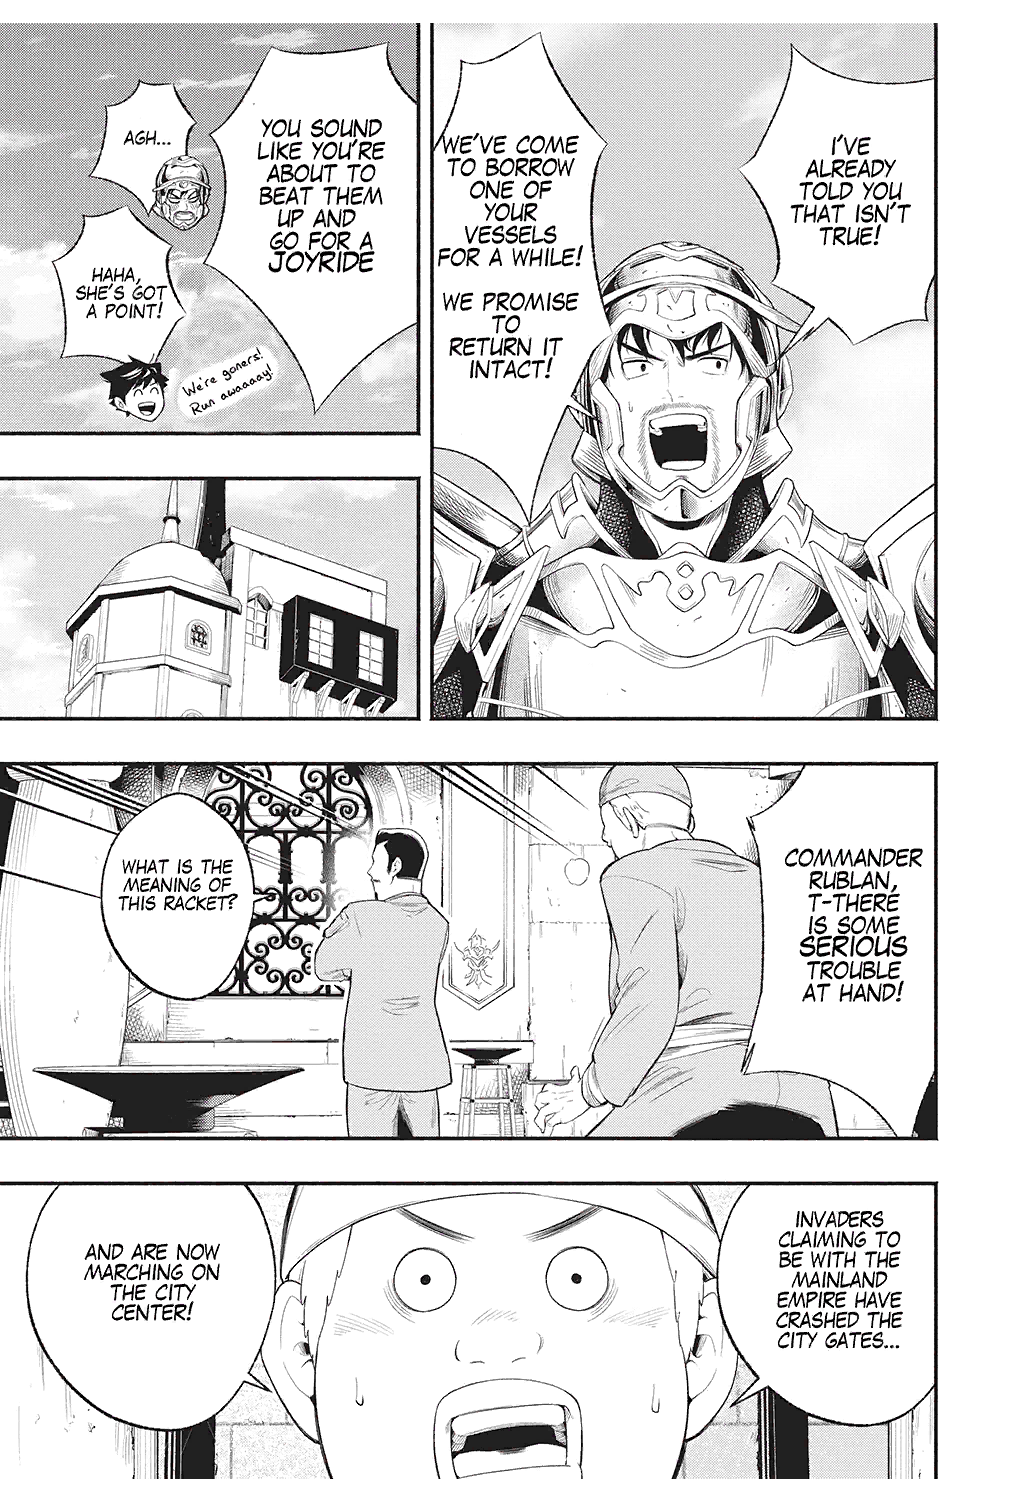 I'VE
ALREADY
TOLD YOU
THAT ISN'T
TRUE!
WE'VE COME
TO BORROW
ONE OF
YOUR
VESSELS
FOR A WHILE!
WE PROMISE
TO
RETURN IT
INTACT!
YOU SOUND
LIKE YOU'RE
ABOUT TO
BEAT THEM
UP AND
GO FOR A
JOYRIDE
AGH...
HAHA,
SHE'S GOT
A POINT!
We're goners!
Run awaaaay!
COMMANDER
RUBLAN,
T-THERE
IS SOME
SERIOUS
TROUBLE
AT HAND!
WHAT IS THE
MEANING OF
THIS RACKET?
INVADERS
CLAIMING TO
BE WITH THE
MAINLAND
EMPIRE HAVE
CRASHED THE
CITY GATES...
AND ARE NOW
MARCHING ON
THE CITY
CENTER!